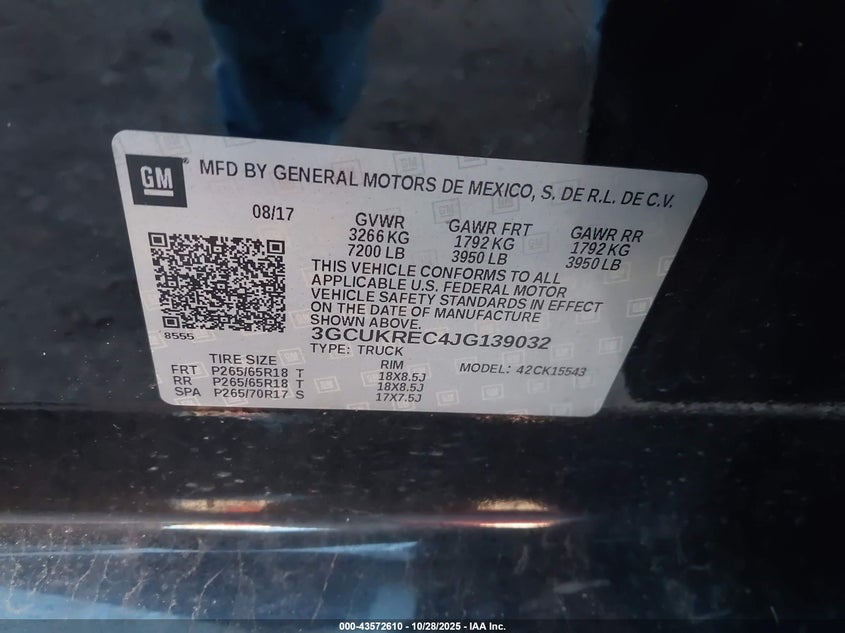 GM
MFD BY GENERAL MOTORS DE MEXICO, S. DE R.L. DE C.V.
08/17 GVWR GAWR FRT GAWR RR
3266 KG 1792 KG 1792 KG
7200 LB 3950 LB 3950 LB
THIS VEHICLE CONFORMS TO ALL
APPLICABLE U.S. FEDERAL MOTOR
VEHICLE SAFETY STANDARDS IN EFFECT
ON THE DATE OF MANUFACTURE
SHOWN ABOVE.
8555
3GCUKREC4JG139032
TYPE: TRUCK
TIRE SIZE RIM MODEL: 42CK15543
FRT P265/65R18 T 18X8.5J
RR P265/65R18 T 18X8.5J
SPA P265/70R17 S 17X7.5J
000-43572610 - 10/28/2025 - IAA Inc.